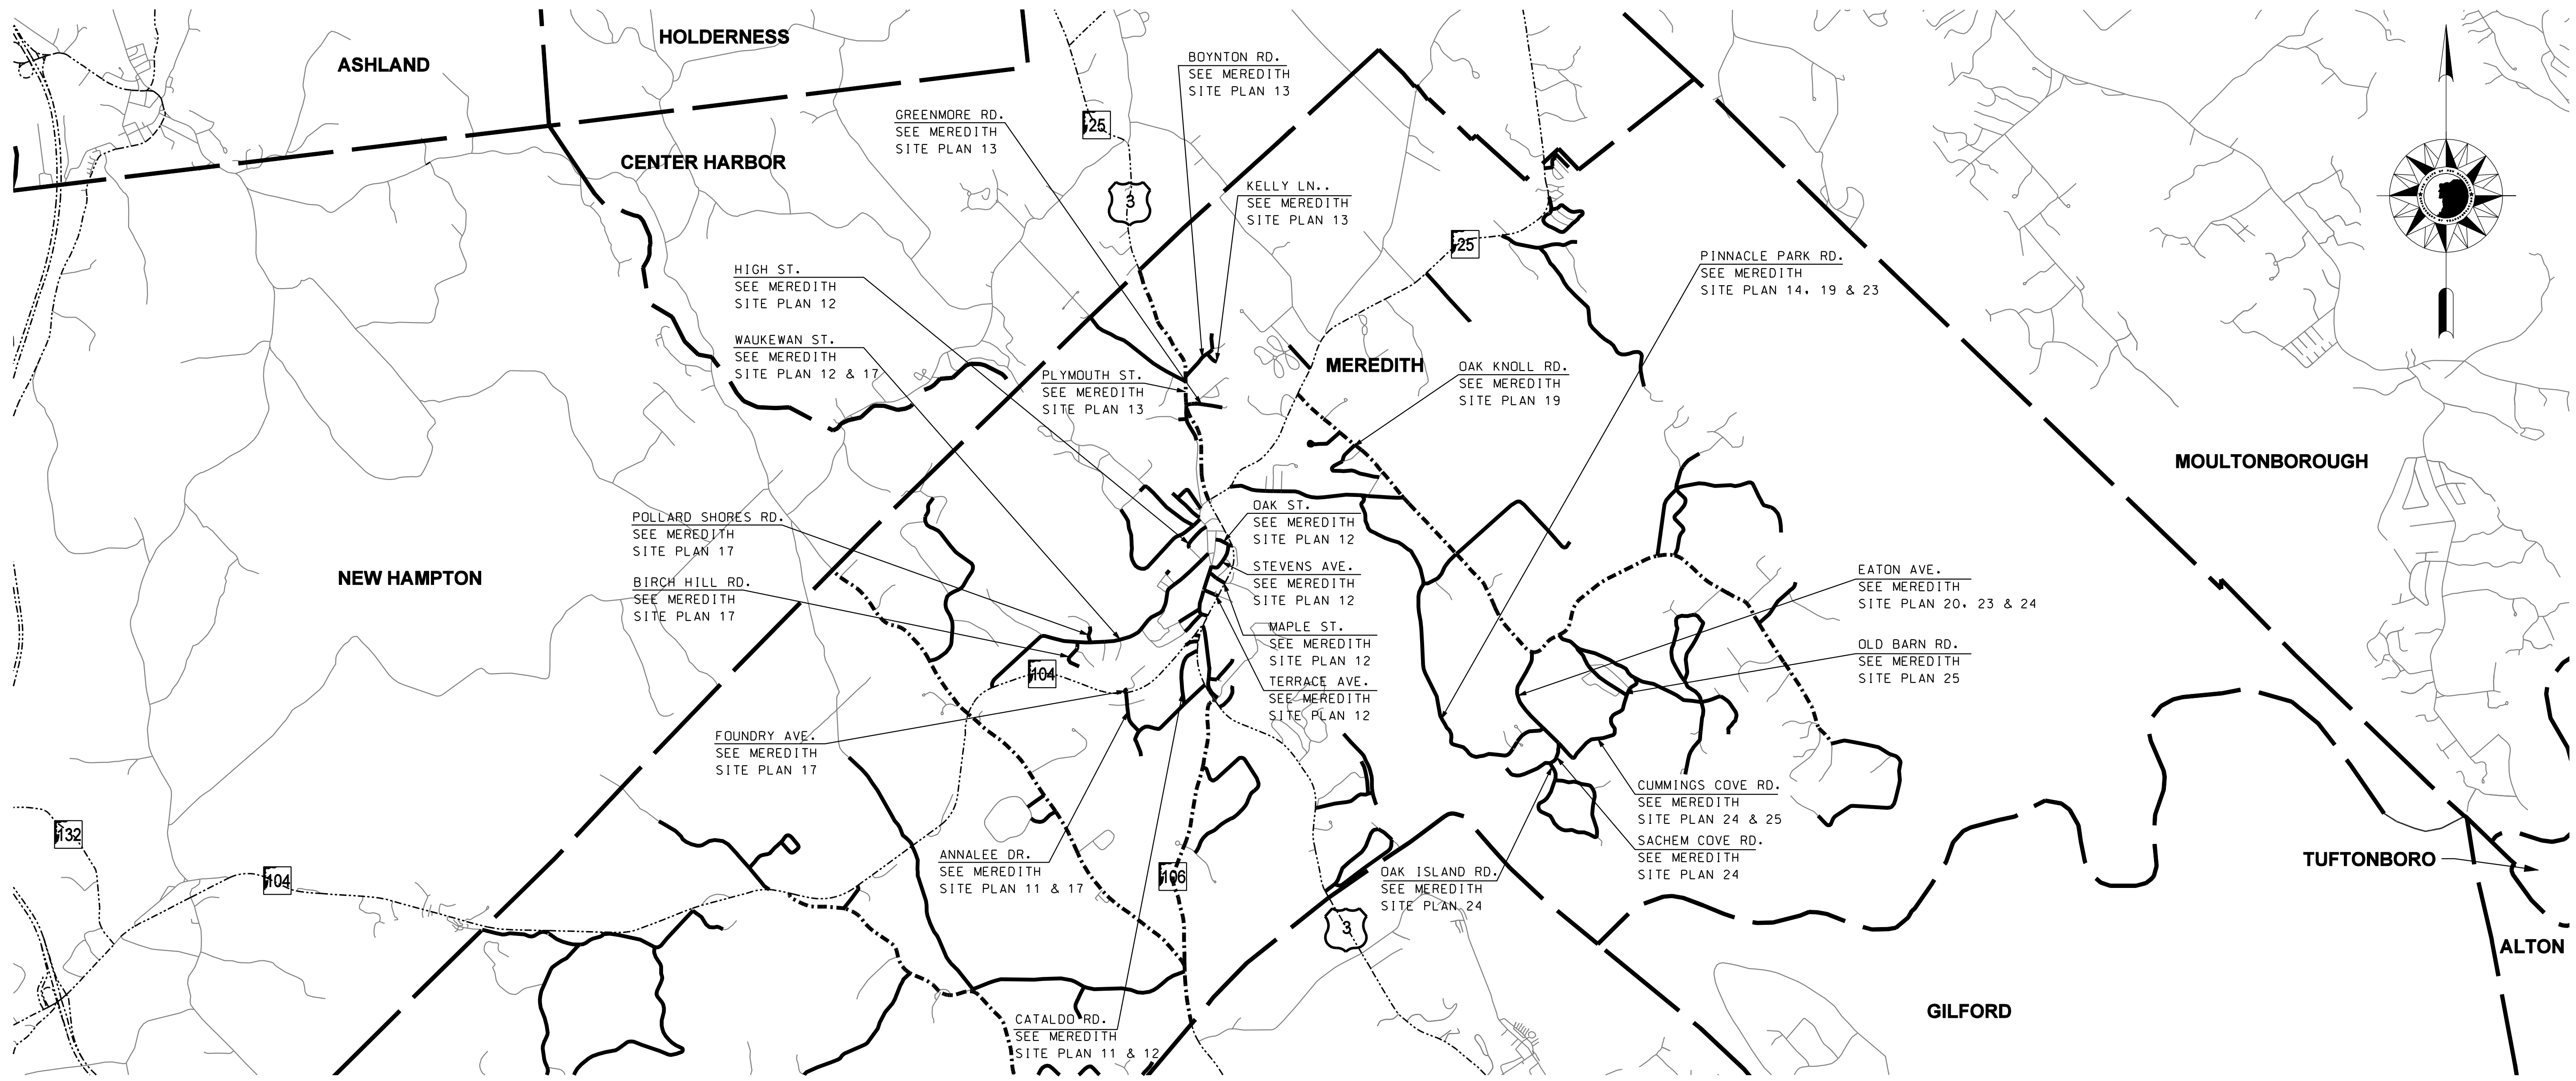 HOLDERNESS
ASHLAND
BOYNTON RD.
SEE MEREDITH
SITE PLAN 13
GREENMORE RD.
SEE MEREDITH
SITE PLAN 13
25
CENTER HARBOR
3
KELLY LN..
SEE MEREDITH
SITE PLAN 13
25
PINNACLE PARK RD.
SEE MEREDITH
SITE PLAN 14, 19 & 23
HIGH ST.
SEE MEREDITH
SITE PLAN 12
WAUKEWAN ST.
SEE MEREDITH
SITE PLAN 12 & 17
PLYMOUTH ST.
SEE MEREDITH
SITE PLAN 13
MEREDITH
OAK KNOLL RD.
SEE MEREDITH
SITE PLAN 19
MOULTONBOROUGH
POLLARD SHORES RD.
SEE MEREDITH
SITE PLAN 17
OAK ST.
SEE MEREDITH
SITE PLAN 12
NEW HAMPTON
BIRCH HILL RD.
SEE MEREDITH
SITE PLAN 17
STEVENS AVE.
SEE MEREDITH
SITE PLAN 12
EATON AVE.
SEE MEREDITH
SITE PLAN 20, 23 & 24
MAPLE ST.
SEE MEREDITH
SITE PLAN 12
OLD BARN RD.
SEE MEREDITH
SITE PLAN 25
104
TERRACE AVE.
SEE MEREDITH
SITE PLAN 12
FOUNDRY AVE.
SEE MEREDITH
SITE PLAN 17
CUMMINGS COVE RD.
SEE MEREDITH
SITE PLAN 24 & 25
132
SACHEM COVE RD.
SEE MEREDITH
SITE PLAN 24
ANNALEE DR.
SEE MEREDITH
SITE PLAN 11 & 17
104
106
OAK ISLAND RD.
SEE MEREDITH
SITE PLAN 24
TUFTONBORO
3
ALTON
GILFORD
CATALDO RD.
SEE MEREDITH
SITE PLAN 11 & 12